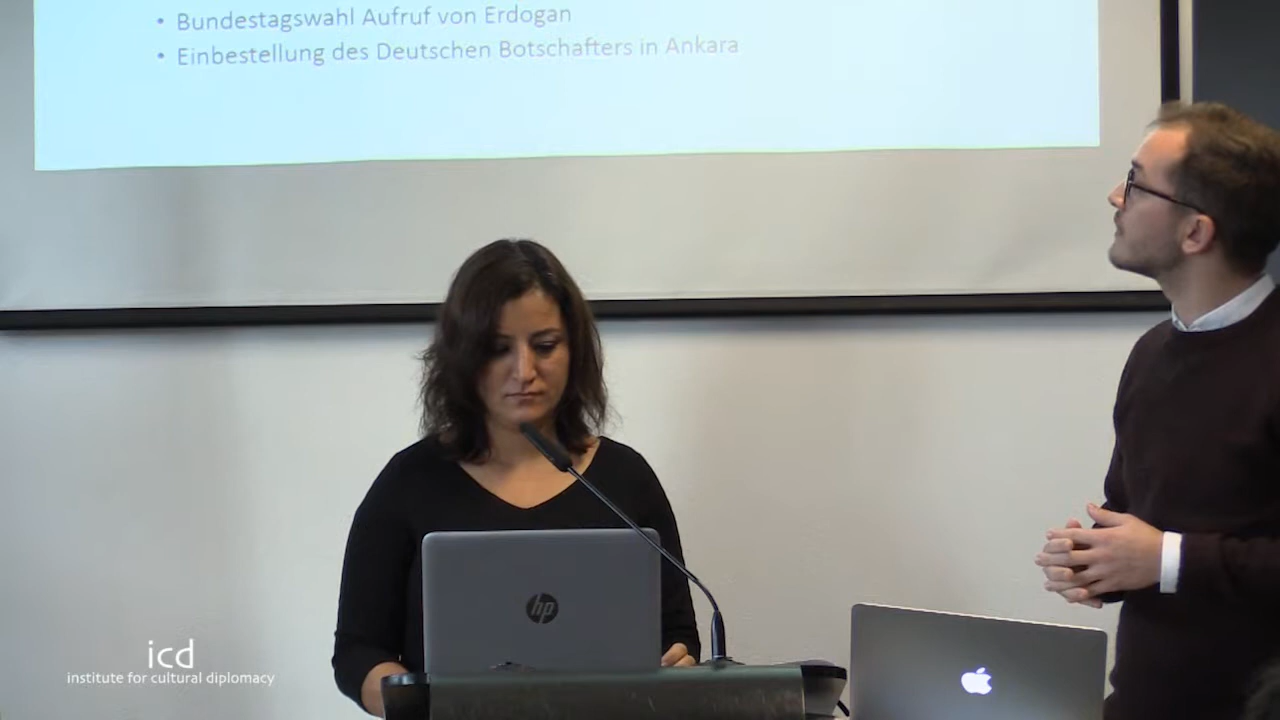 • Bundestagswahl Aufruf von Erdogan
• Einbestellung des Deutschen Botschafters in Ankara
hp
icd
institute for cultural diplomacy